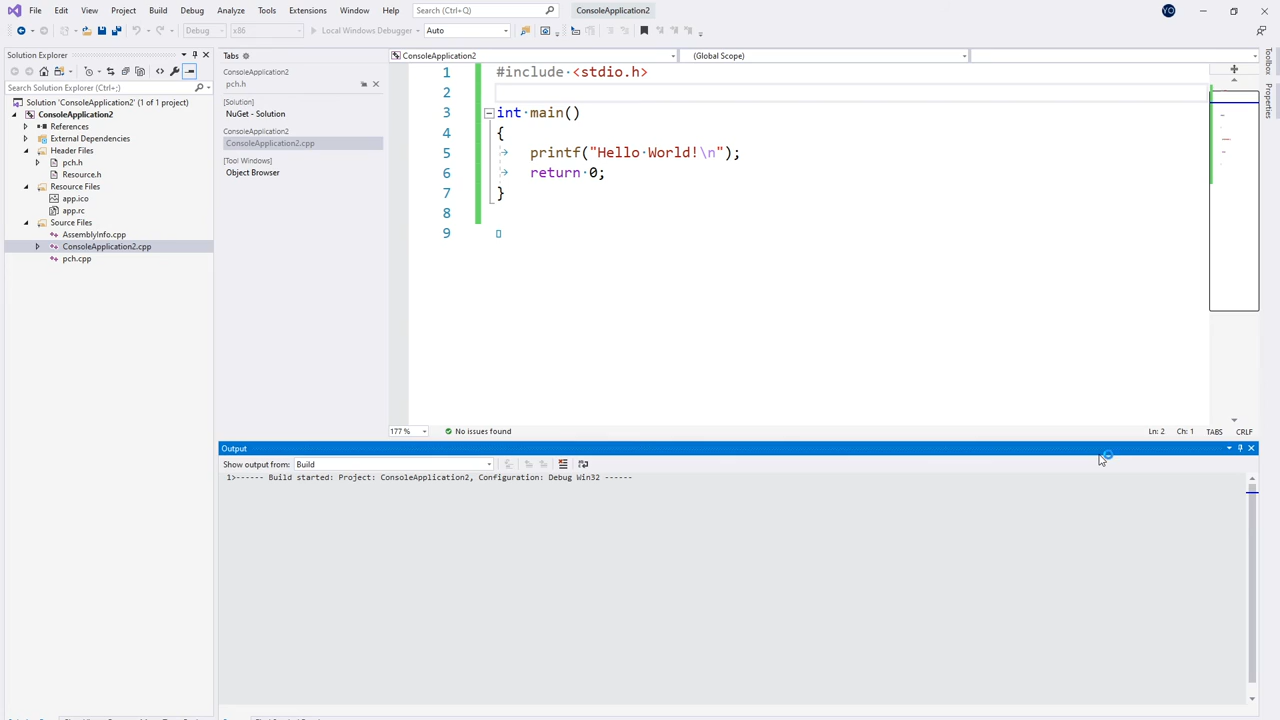 File Edit View Git Project Build Debug Analyze Tools Extensions Window Help Search (Ctrl+Q) ConsoleApplication2 YO
Debug x86 Local Windows Debugger Auto
Solution Explorer
Search Solution Explorer (Ctrl+;)
Solution 'ConsoleApplication2' (1 of 1 project)
ConsoleApplication2
References
External Dependencies
Header Files
pch.h
Resource.h
Resource Files
app.ico
app.rc
Source Files
AssemblyInfo.cpp
ConsoleApplication2.cpp
pch.cpp
Tabs
ConsoleApplication2
pch.h
[Solution]
NuGet - Solution
ConsoleApplication2
ConsoleApplication2.cpp
[Tool Windows]
Object Browser
ConsoleApplication2 (Global Scope)
1 #include <stdio.h>
2
3 int main()
4 {
5 printf("Hello World!\n");
6 return 0;
7 }
8
9
177 % No issues found Ln: 2 Ch: 1 TABS CRLF
Output
Show output from: Build
1>------ Build started: Project: ConsoleApplication2, Configuration: Debug Win32 ------
Toolbox
Properties